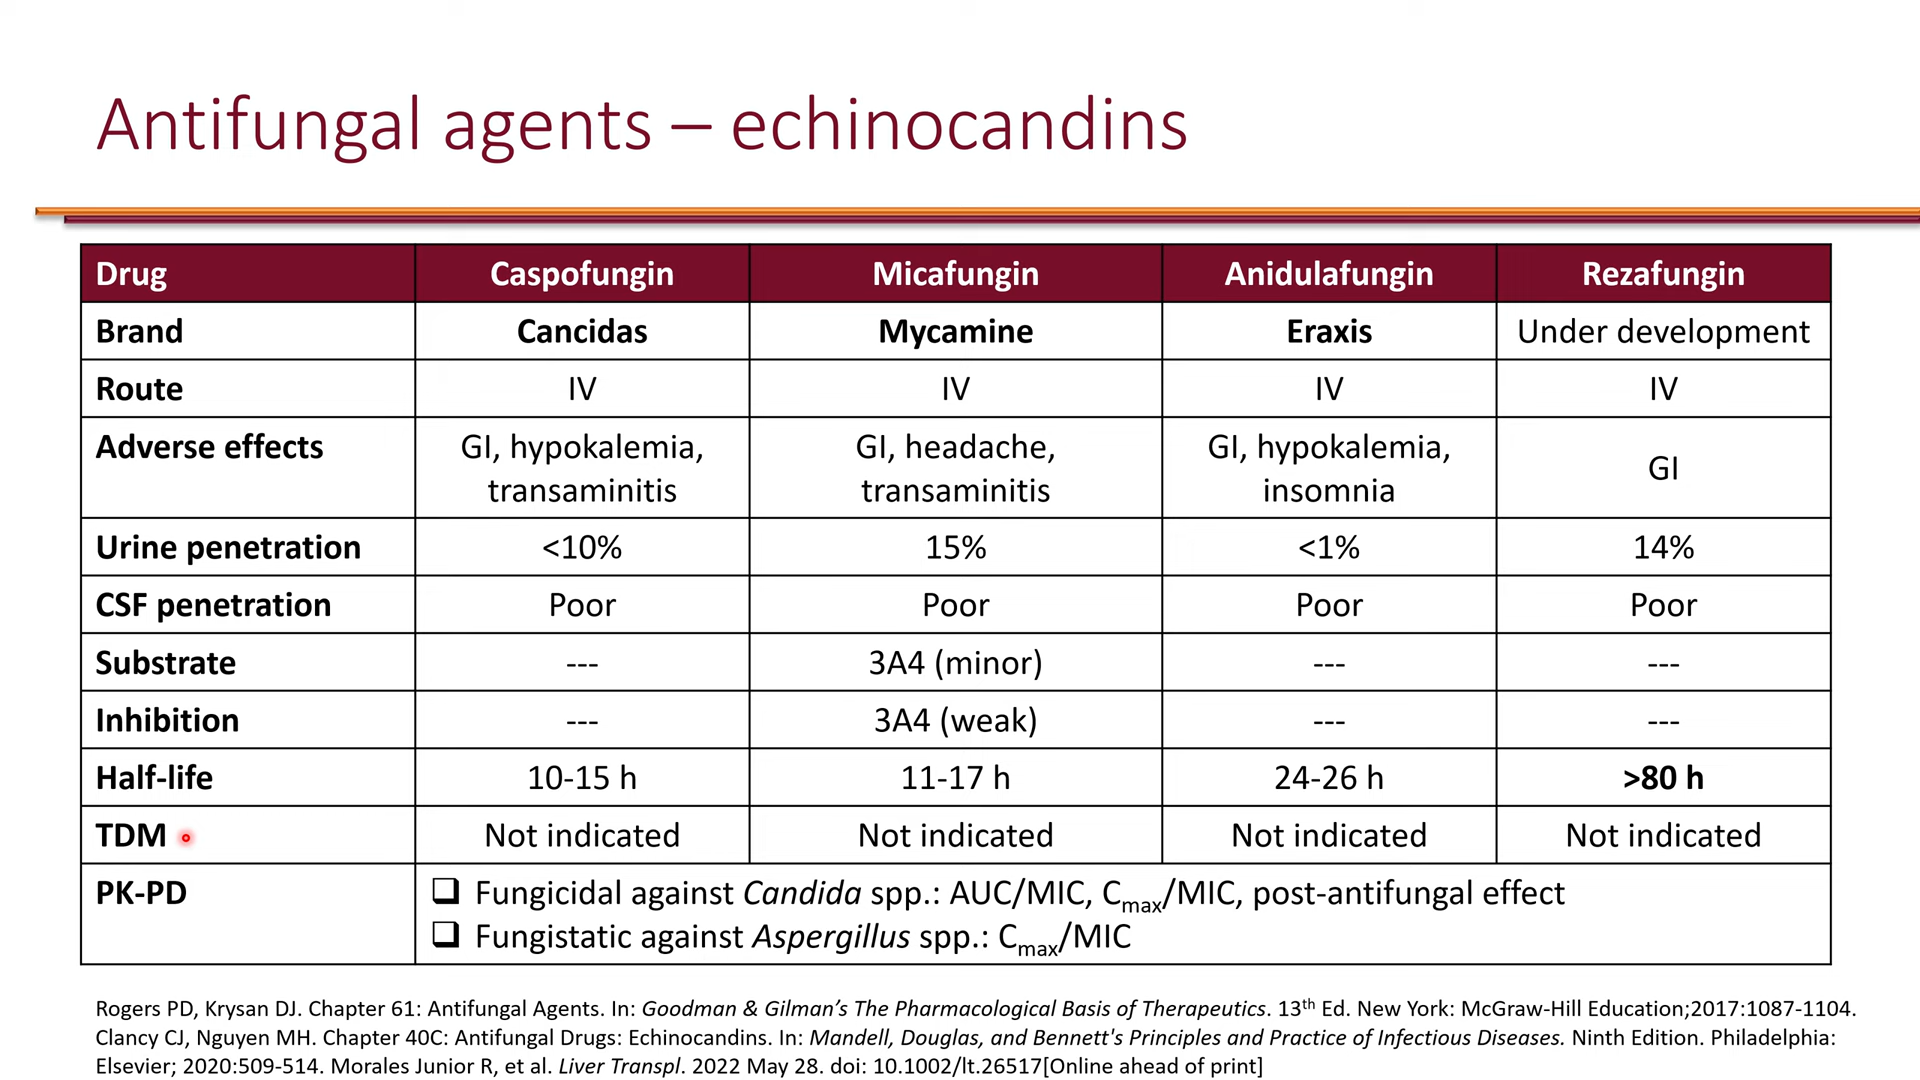 Antifungal agents – echinocandins
Drug Caspofungin Micafungin Anidulafungin Rezafungin
Brand Cancidas Mycamine Eraxis Under development
Route IV IV IV IV
Adverse effects GI, hypokalemia, transaminitis GI, headache, transaminitis GI, hypokalemia, insomnia GI
Urine penetration <10% 15% <1% 14%
CSF penetration Poor Poor Poor Poor
Substrate --- 3A4 (minor) --- ---
Inhibition --- 3A4 (weak) --- ---
Half-life 10-15 h 11-17 h 24-26 h >80 h
TDM Not indicated Not indicated Not indicated Not indicated
PK-PD ❑ Fungicidal against Candida spp.: AUC/MIC, Cmax/MIC, post-antifungal effect
❑ Fungistatic against Aspergillus spp.: Cmax/MIC
Rogers PD, Krysan DJ. Chapter 61: Antifungal Agents. In: Goodman & Gilman’s The Pharmacological Basis of Therapeutics. 13th Ed. New York: McGraw-Hill Education;2017:1087-1104.
Clancy CJ, Nguyen MH. Chapter 40C: Antifungal Drugs: Echinocandins. In: Mandell, Douglas, and Bennett's Principles and Practice of Infectious Diseases. Ninth Edition. Philadelphia:
Elsevier; 2020:509-514. Morales Junior R, et al. Liver Transpl. 2022 May 28. doi: 10.1002/lt.26517[Online ahead of print]